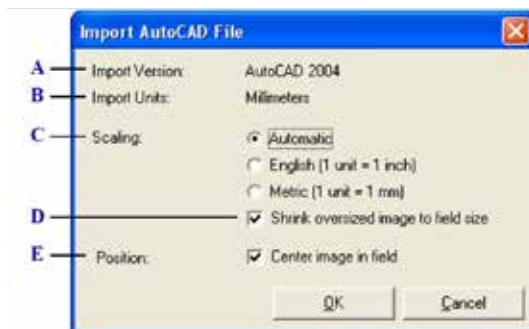 Import AutoCAD File
A Import Version: AutoCAD 2004
B Import Units: Millimeters
C Scaling: Automatic
English (1 unit = 1 inch)
Metric (1 unit = 1 mm)
D Shrink oversized image to field size
E Position: Center image in field
OK Cancel